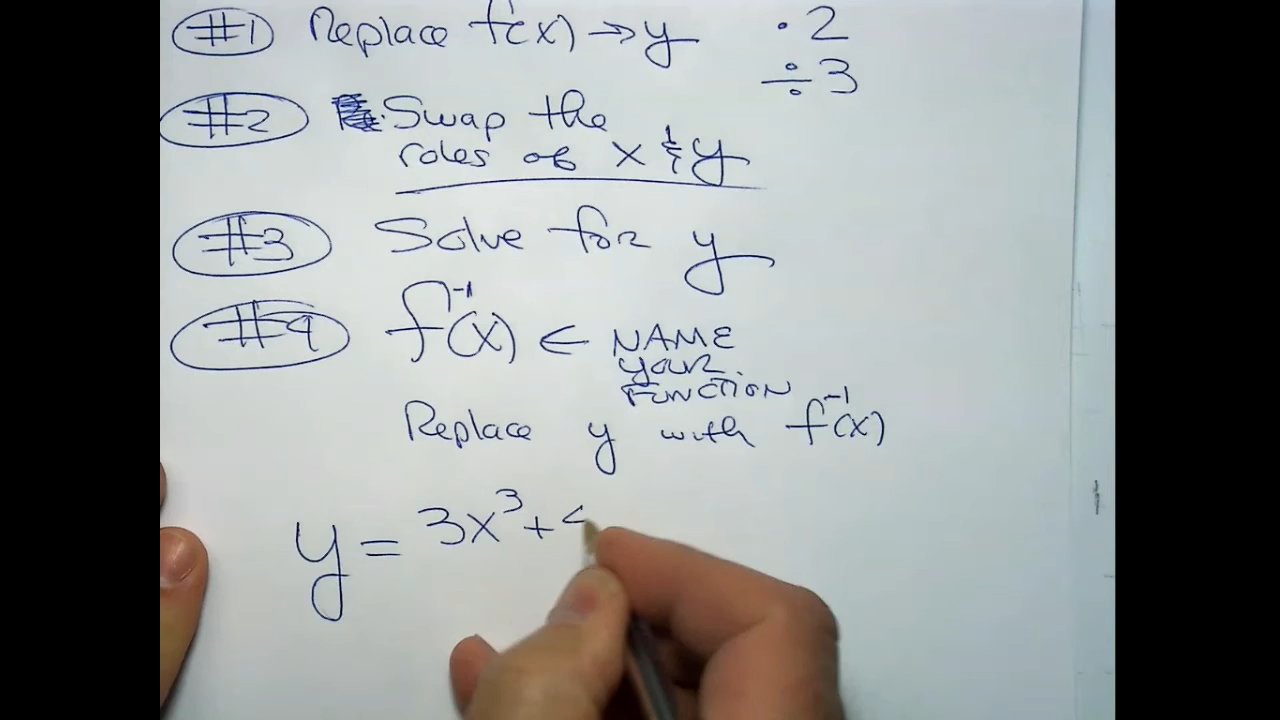 #1 Replace f(x) → y
· 2
÷ 3
#2 Swap the
roles of x & y
#3 Solve for y
#4 f⁻¹(x) ← NAME
your
FUNCTION
Replace y with f⁻¹(x)
y = 3x³ +